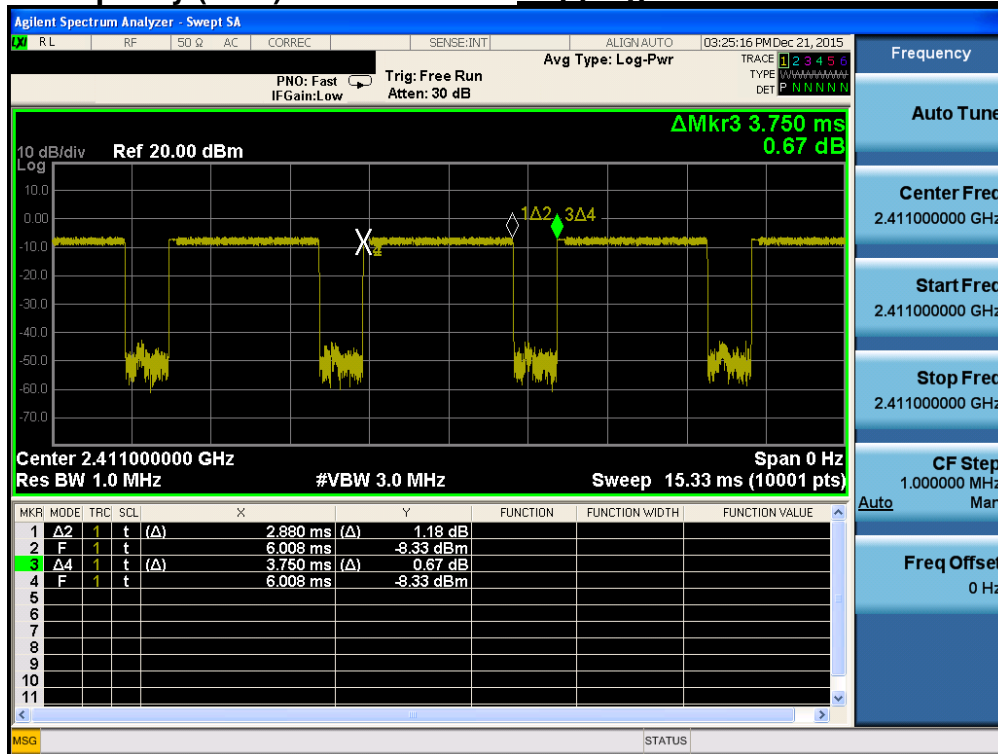 Agilent Spectrum Analyzer - Swept SA
LXI RL RF 50 Ω AC CORREC SENSE:INT ALIGN AUTO 03:25:16 PM Dec 21, 2015
Avg Type: Log-Pwr
TRACE 1 2 3 4 5 6
PNO: Fast Trig: Free Run
TYPE WWWWWW
IFGain:Low Atten: 30 dB
DET P N N N N N
ΔMkr3 3.750 ms
0.67 dB
10 dB/div Ref 20.00 dBm
Log
10.0
0.00
-10.0
-20.0
-30.0
-40.0
-50.0
-60.0
-70.0
1Δ2 3Δ4
Center 2.411000000 GHz Span 0 Hz
Res BW 1.0 MHz #VBW 3.0 MHz Sweep 15.33 ms (10001 pts)
MKR MODE TRC SCL X Y FUNCTION FUNCTION WIDTH FUNCTION VALUE
1 Δ2 1 t (Δ) 2.880 ms (Δ) 1.18 dB
2 F 1 t 6.008 ms -8.33 dBm
3 Δ4 1 t (Δ) 3.750 ms (Δ) 0.67 dB
4 F 1 t 6.008 ms -8.33 dBm
5
6
7
8
9
10
11
MSG STATUS
Frequency
Auto Tune
Center Freq
2.411000000 GHz
Start Freq
2.411000000 GHz
Stop Freq
2.411000000 GHz
CF Step
1.000000 MHz
Auto Man
Freq Offset
0 Hz